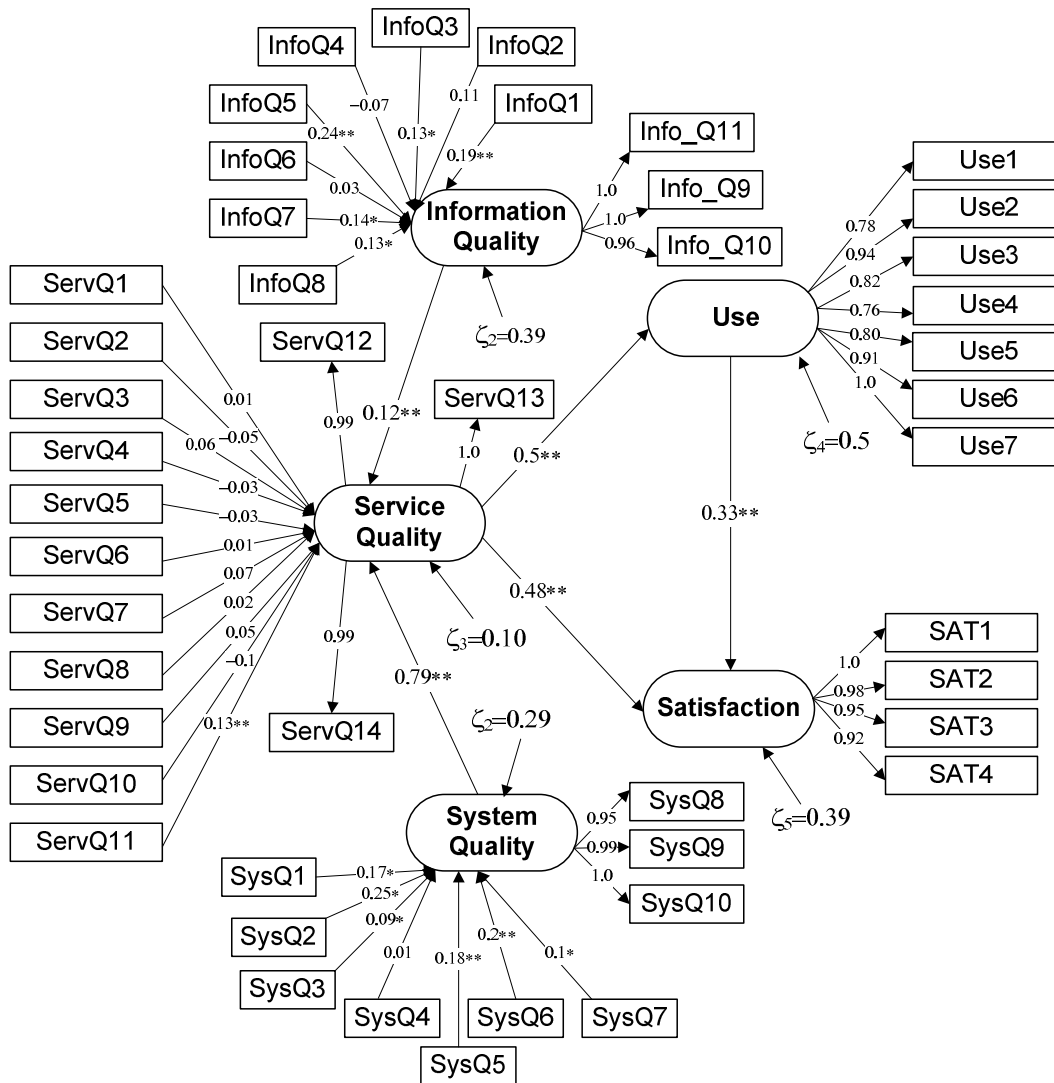 InfoQ3
InfoQ4
InfoQ2
InfoQ5
InfoQ1
InfoQ6
InfoQ7
InfoQ8
−0.07
0.11
0.24**
0.13*
0.19**
0.03
0.14*
0.13*
Information
Quality
Info_Q11
Info_Q9
Info_Q10
1.0
1.0
0.96
ζ2=0.39
Use1
Use2
Use3
Use4
Use5
Use6
Use7
0.78
0.94
0.82
0.76
0.80
0.91
1.0
Use
ζ4=0.5
ServQ1
ServQ2
ServQ3
ServQ4
ServQ5
ServQ6
ServQ7
ServQ8
ServQ9
ServQ10
ServQ11
0.01
−0.05
0.06
−0.03
−0.03
0.01
0.07
0.02
0.05
−0.1
0.13**
ServQ12
ServQ13
0.99
1.0
0.12**
0.5**
Service
Quality
0.33**
0.48**
0.99
ζ3=0.10
0.79**
ServQ14
ζ2=0.29
Satisfaction
SAT1
SAT2
SAT3
SAT4
1.0
0.98
0.95
0.92
ζ5=0.39
System
Quality
SysQ8
SysQ9
SysQ10
0.95
0.99
1.0
SysQ1
SysQ2
SysQ3
SysQ4
SysQ5
SysQ6
SysQ7
0.17*
0.25*
0.09*
0.01
0.18**
0.2**
0.1*